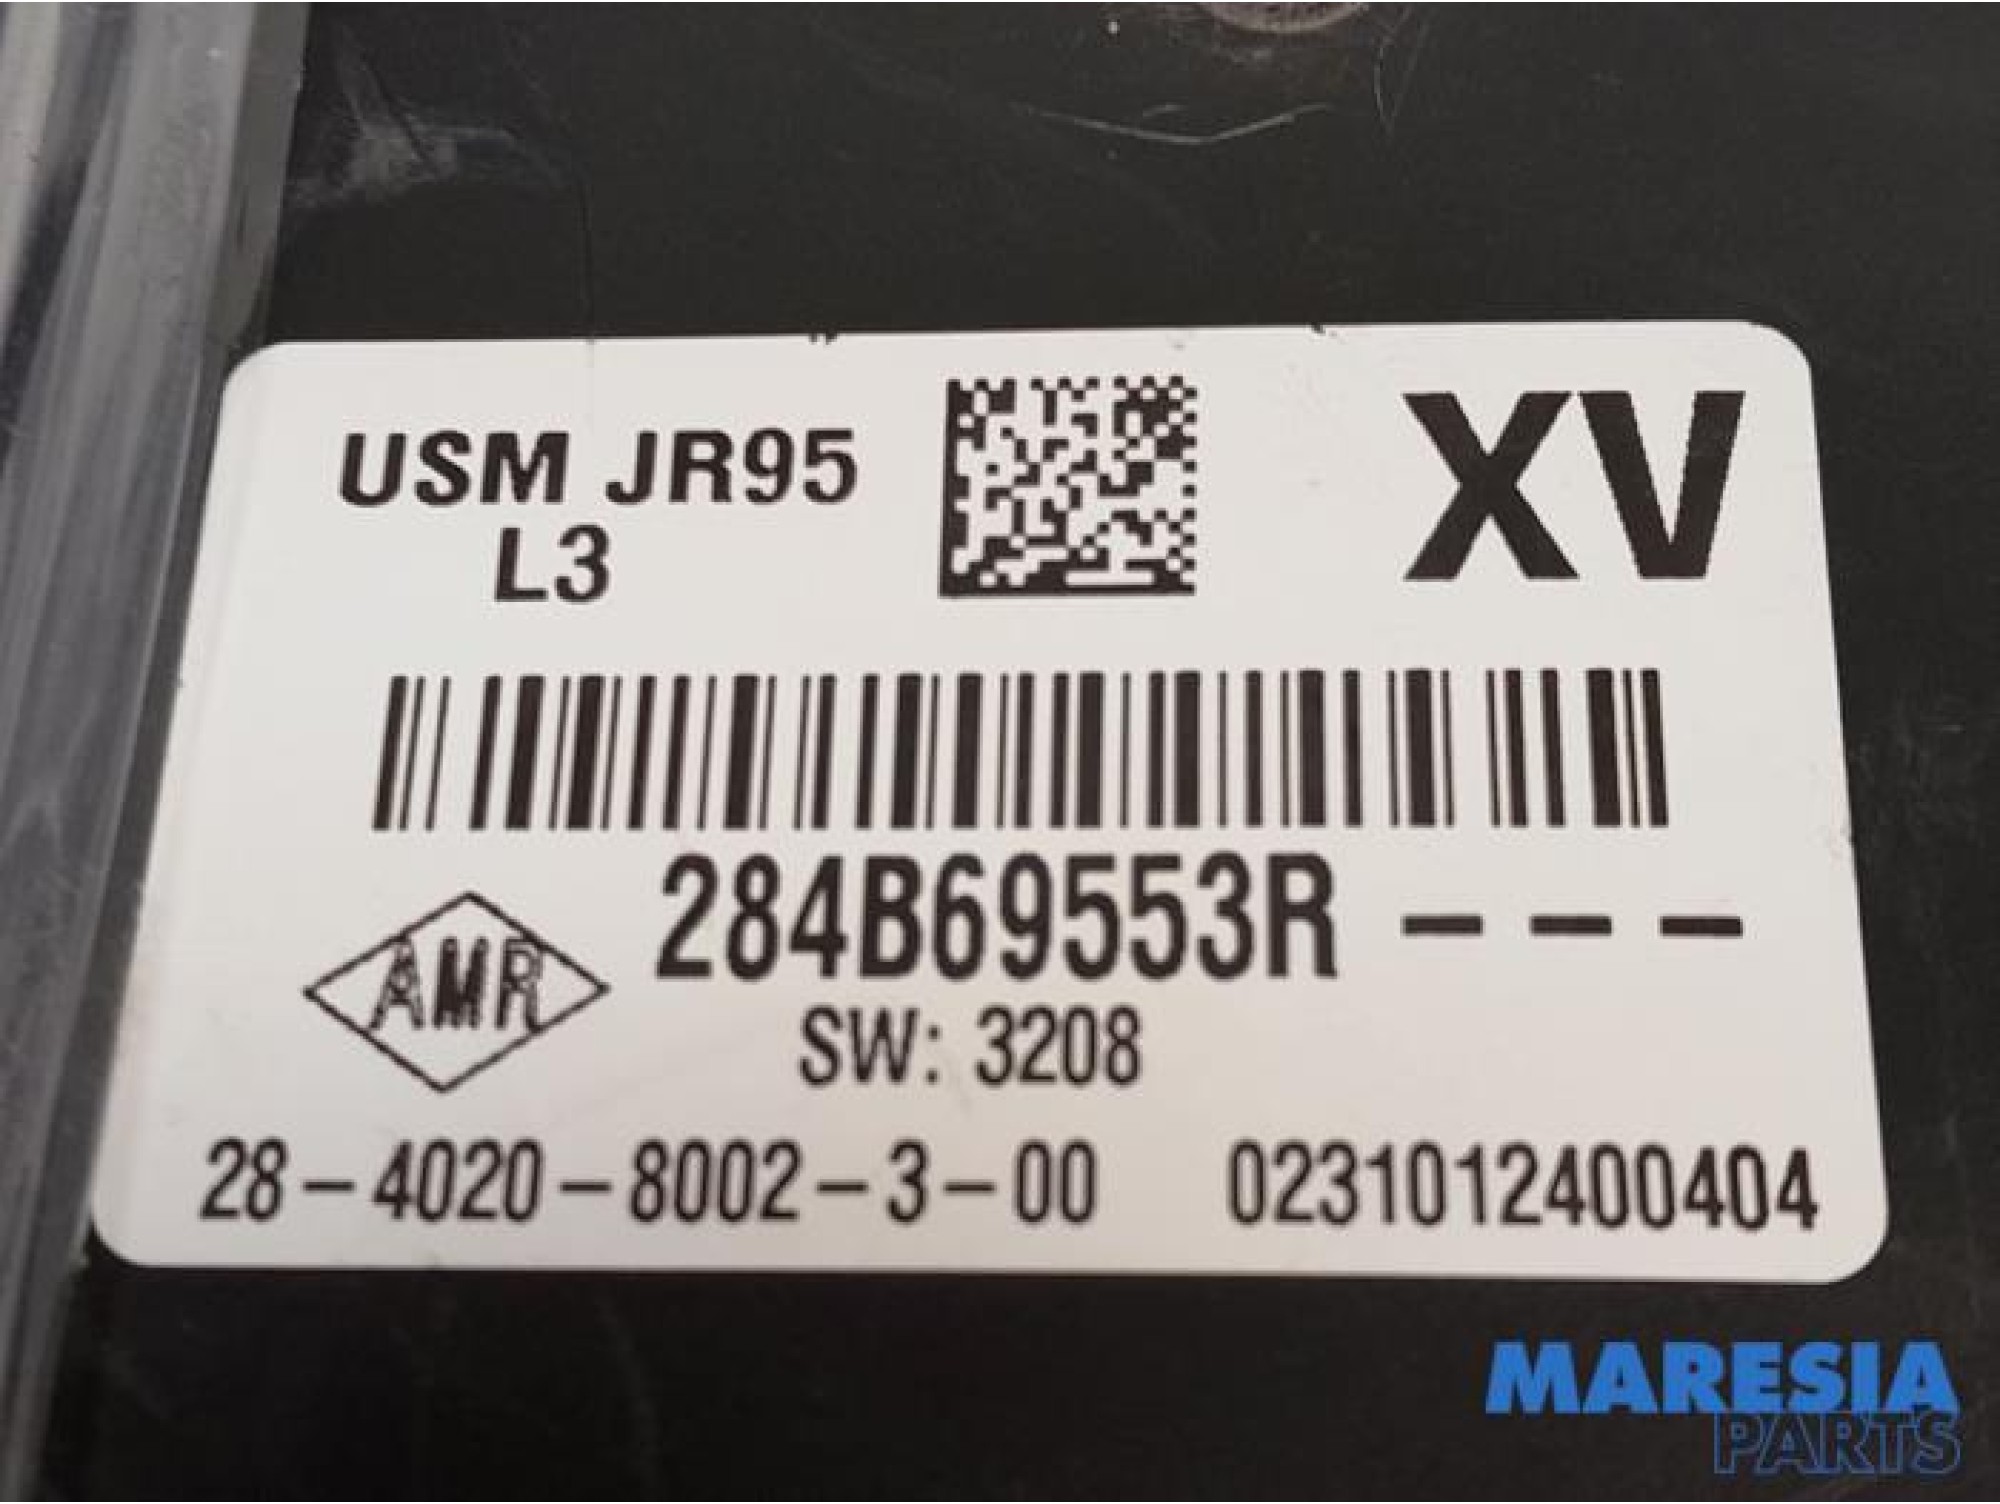 USM JR95
L3
XV
284B69553R ---
AMR
SW: 3208
28-4020-8002-3-00 0231012400404
MARESIA
PARTS